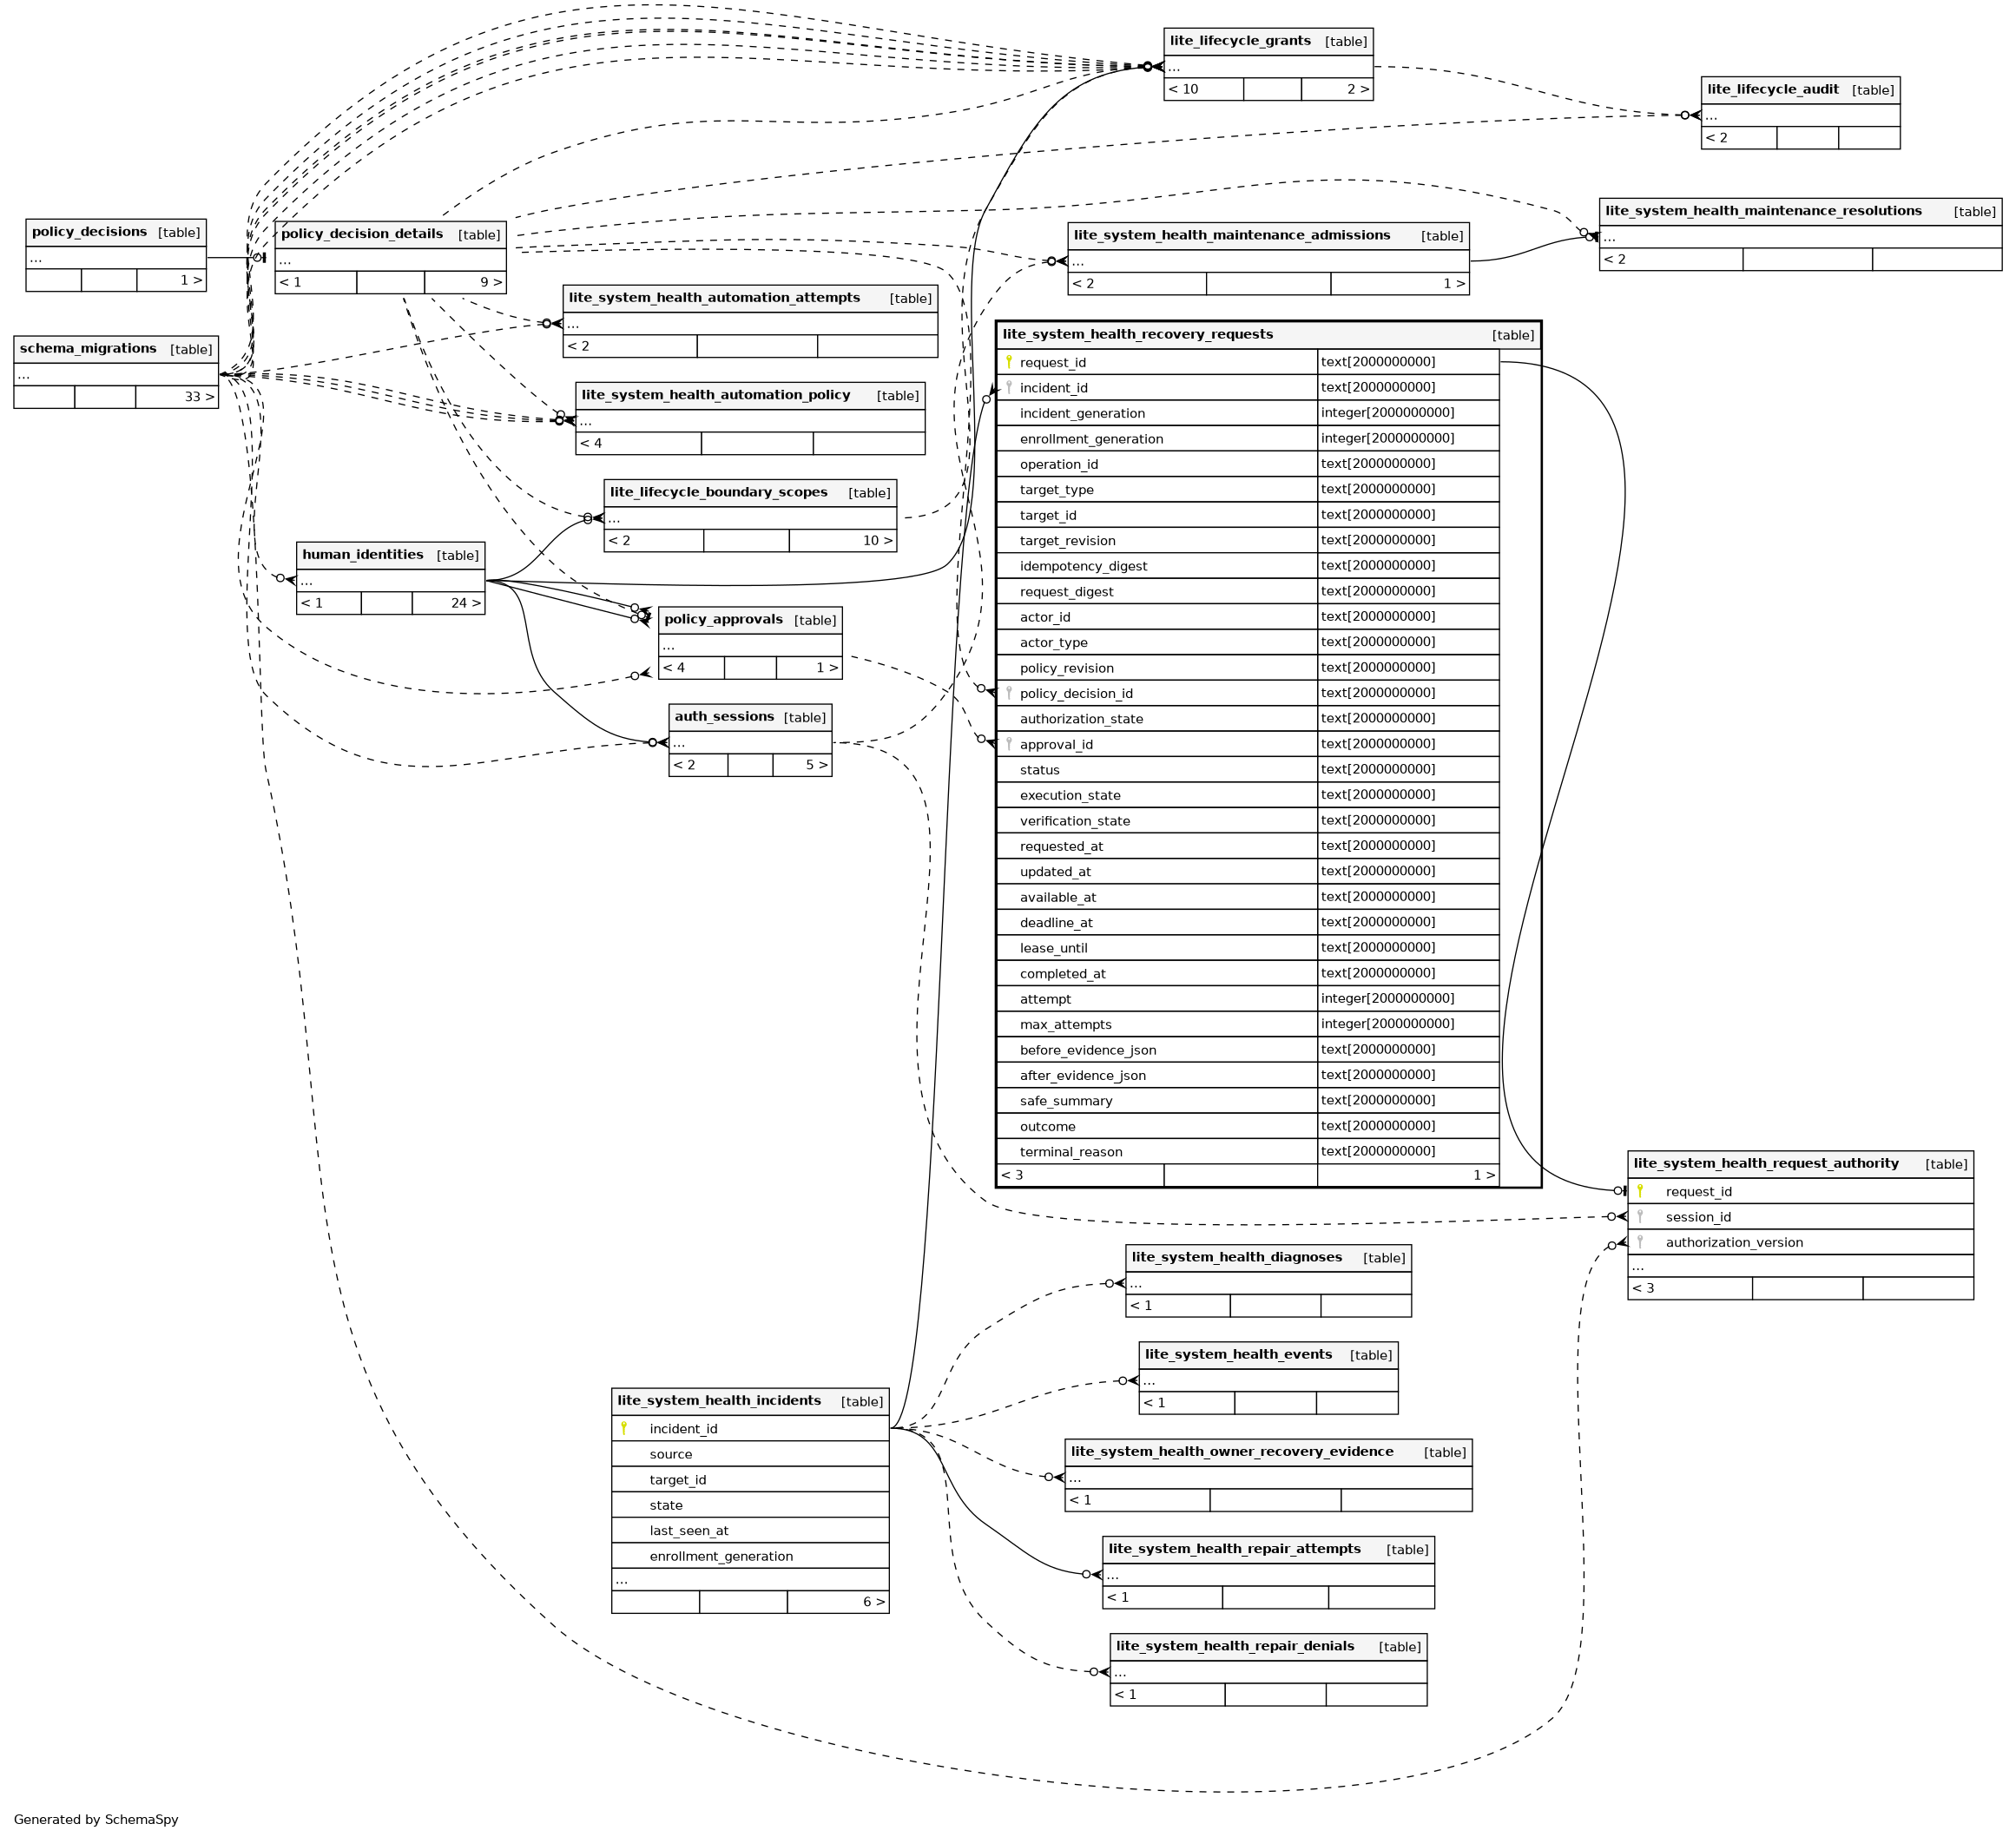 lite_lifecycle_grants [table]
...
< 10 2 >
lite_lifecycle_audit [table]
...
< 2
lite_system_health_maintenance_resolutions [table]
...
< 2
policy_decisions [table]
...
1 >
policy_decision_details [table]
...
< 1 9 >
lite_system_health_maintenance_admissions [table]
...
< 2 1 >
lite_system_health_automation_attempts [table]
...
< 2
schema_migrations [table]
...
33 >
lite_system_health_automation_policy [table]
...
< 4
lite_lifecycle_boundary_scopes [table]
...
< 2 10 >
human_identities [table]
...
< 1 24 >
policy_approvals [table]
...
< 4 1 >
auth_sessions [table]
...
< 2 5 >
lite_system_health_recovery_requests [table]
request_id text[2000000000]
incident_id text[2000000000]
incident_generation integer[2000000000]
enrollment_generation integer[2000000000]
operation_id text[2000000000]
target_type text[2000000000]
target_id text[2000000000]
target_revision text[2000000000]
idempotency_digest text[2000000000]
request_digest text[2000000000]
actor_id text[2000000000]
actor_type text[2000000000]
policy_revision text[2000000000]
policy_decision_id text[2000000000]
authorization_state text[2000000000]
approval_id text[2000000000]
status text[2000000000]
execution_state text[2000000000]
verification_state text[2000000000]
requested_at text[2000000000]
updated_at text[2000000000]
available_at text[2000000000]
deadline_at text[2000000000]
lease_until text[2000000000]
completed_at text[2000000000]
attempt integer[2000000000]
max_attempts integer[2000000000]
before_evidence_json text[2000000000]
after_evidence_json text[2000000000]
safe_summary text[2000000000]
outcome text[2000000000]
terminal_reason text[2000000000]
< 3 1 >
lite_system_health_request_authority [table]
request_id
session_id
authorization_version
...
< 3
lite_system_health_diagnoses [table]
...
< 1
lite_system_health_events [table]
...
< 1
lite_system_health_incidents [table]
incident_id
source
target_id
state
last_seen_at
enrollment_generation
...
6 >
lite_system_health_owner_recovery_evidence [table]
...
< 1
lite_system_health_repair_attempts [table]
...
< 1
lite_system_health_repair_denials [table]
...
< 1
Generated by SchemaSpy